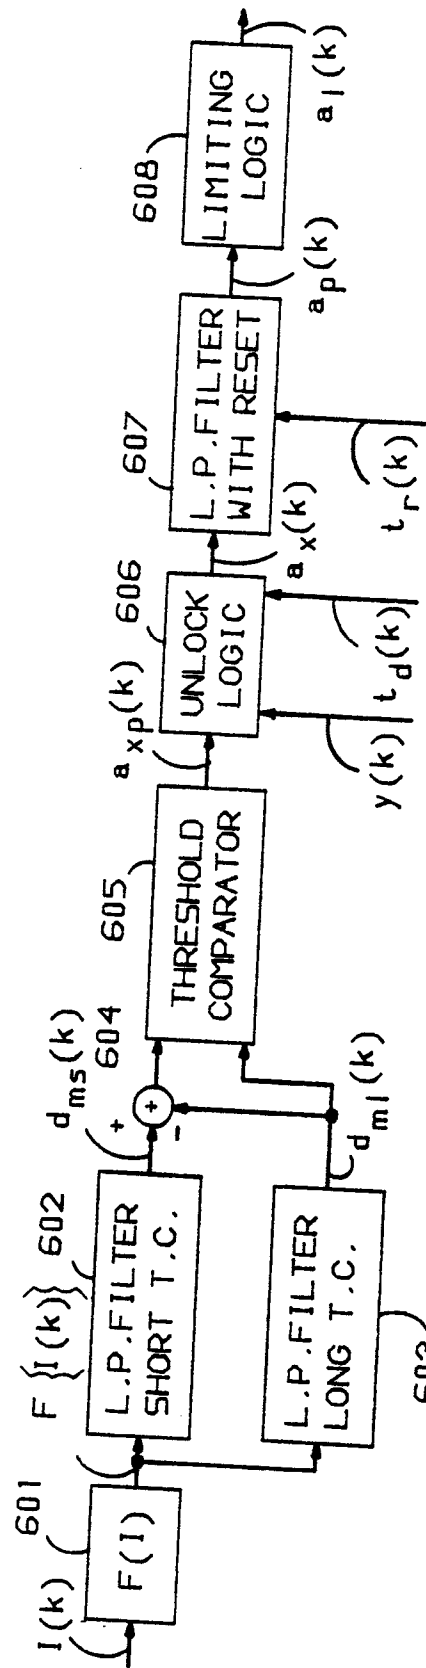 I(k)
601
F(I)
F {I(k)}
602
L.P.FILTER
SHORT T.C.
L.P.FILTER
LONG T.C.
d_ms(k)
+
-
+
604
d_ml(k)
605
THRESHOLD
COMPARATOR
a_xp(k)
606
UNLOCK
LOGIC
y(k)
t_d(k)
a_x(k)
607
L.P.FILTER
WITH RESET
t_r(k)
a_p(k)
608
LIMITING
LOGIC
a_l(k)